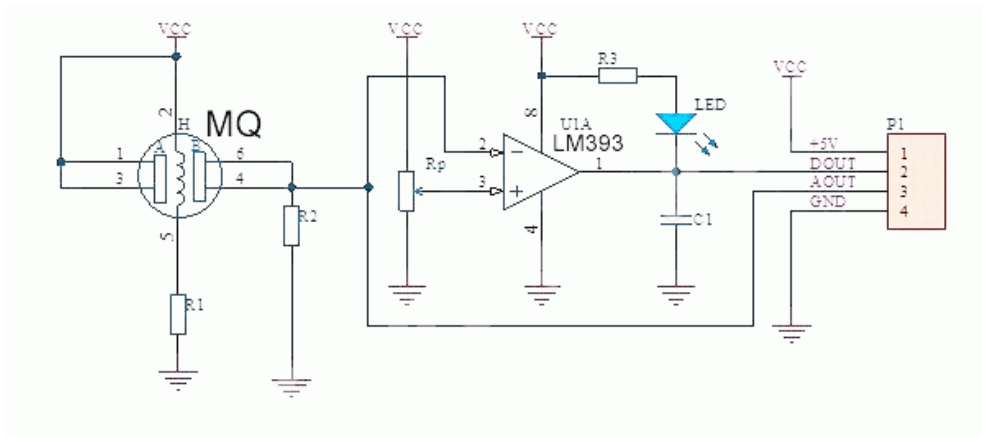 VCC
VCC
VCC
VCC
R3
LED
2
H
MQ
8
U1A
LM393
P1
1
A
B
6
3
4
Rp
2
3
1
+5V
DOUT
AOUT
GND
1
2
3
4
R2
5
4
C1
R1